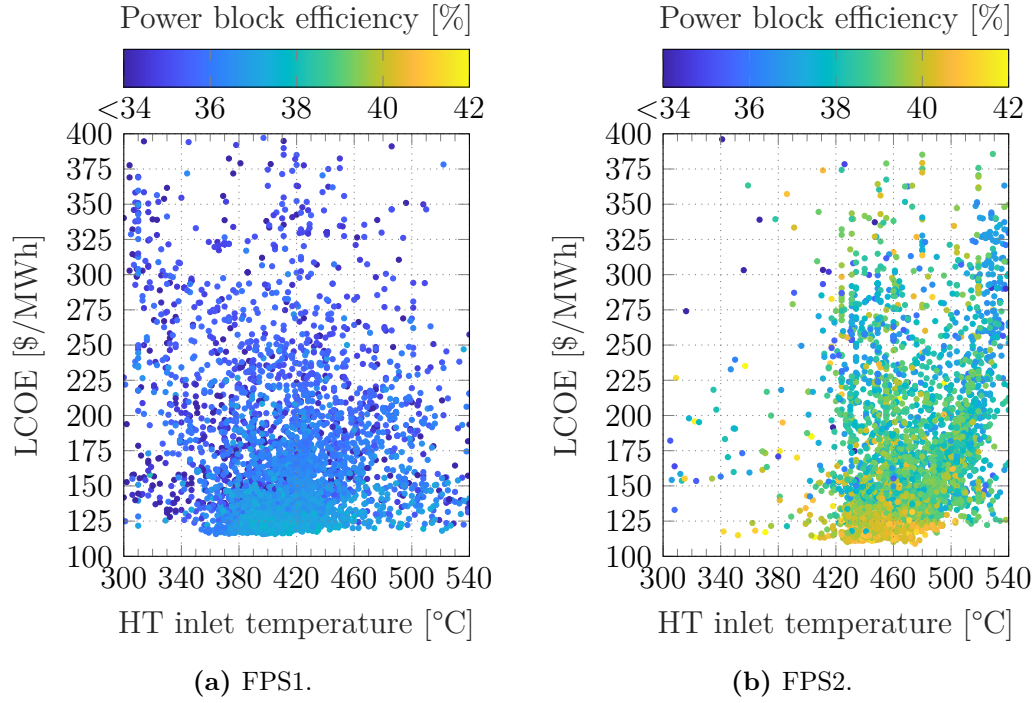 Power block efficiency [%]
<34 36 38 40 42
400
375
350
325
300
275
250
225
200
175
150
125
100
LCOE [$/MWh]
300 340 380 420 460 500 540
HT inlet temperature [°C]
(a) FPS1.
Power block efficiency [%]
<34 36 38 40 42
400
375
350
325
300
275
250
225
200
175
150
125
100
LCOE [$/MWh]
300 340 380 420 460 500 540
HT inlet temperature [°C]
(b) FPS2.